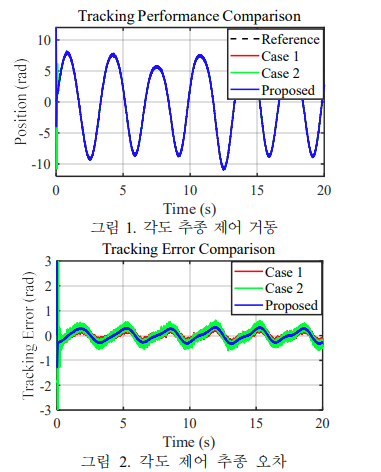 Tracking Performance Comparison
10
5
0
-5
-10
Position (rad)
Reference
Case 1
Case 2
Proposed
0 5 10 15 20
Time (s)
그림 1. 각도 추종 제어 거동
Tracking Error Comparison
3
2
1
0
-1
-2
-3
Tracking Error (rad)
Case 1
Case 2
Proposed
0 5 10 15 20
Time (s)
그림 2. 각도 제어 추종 오차